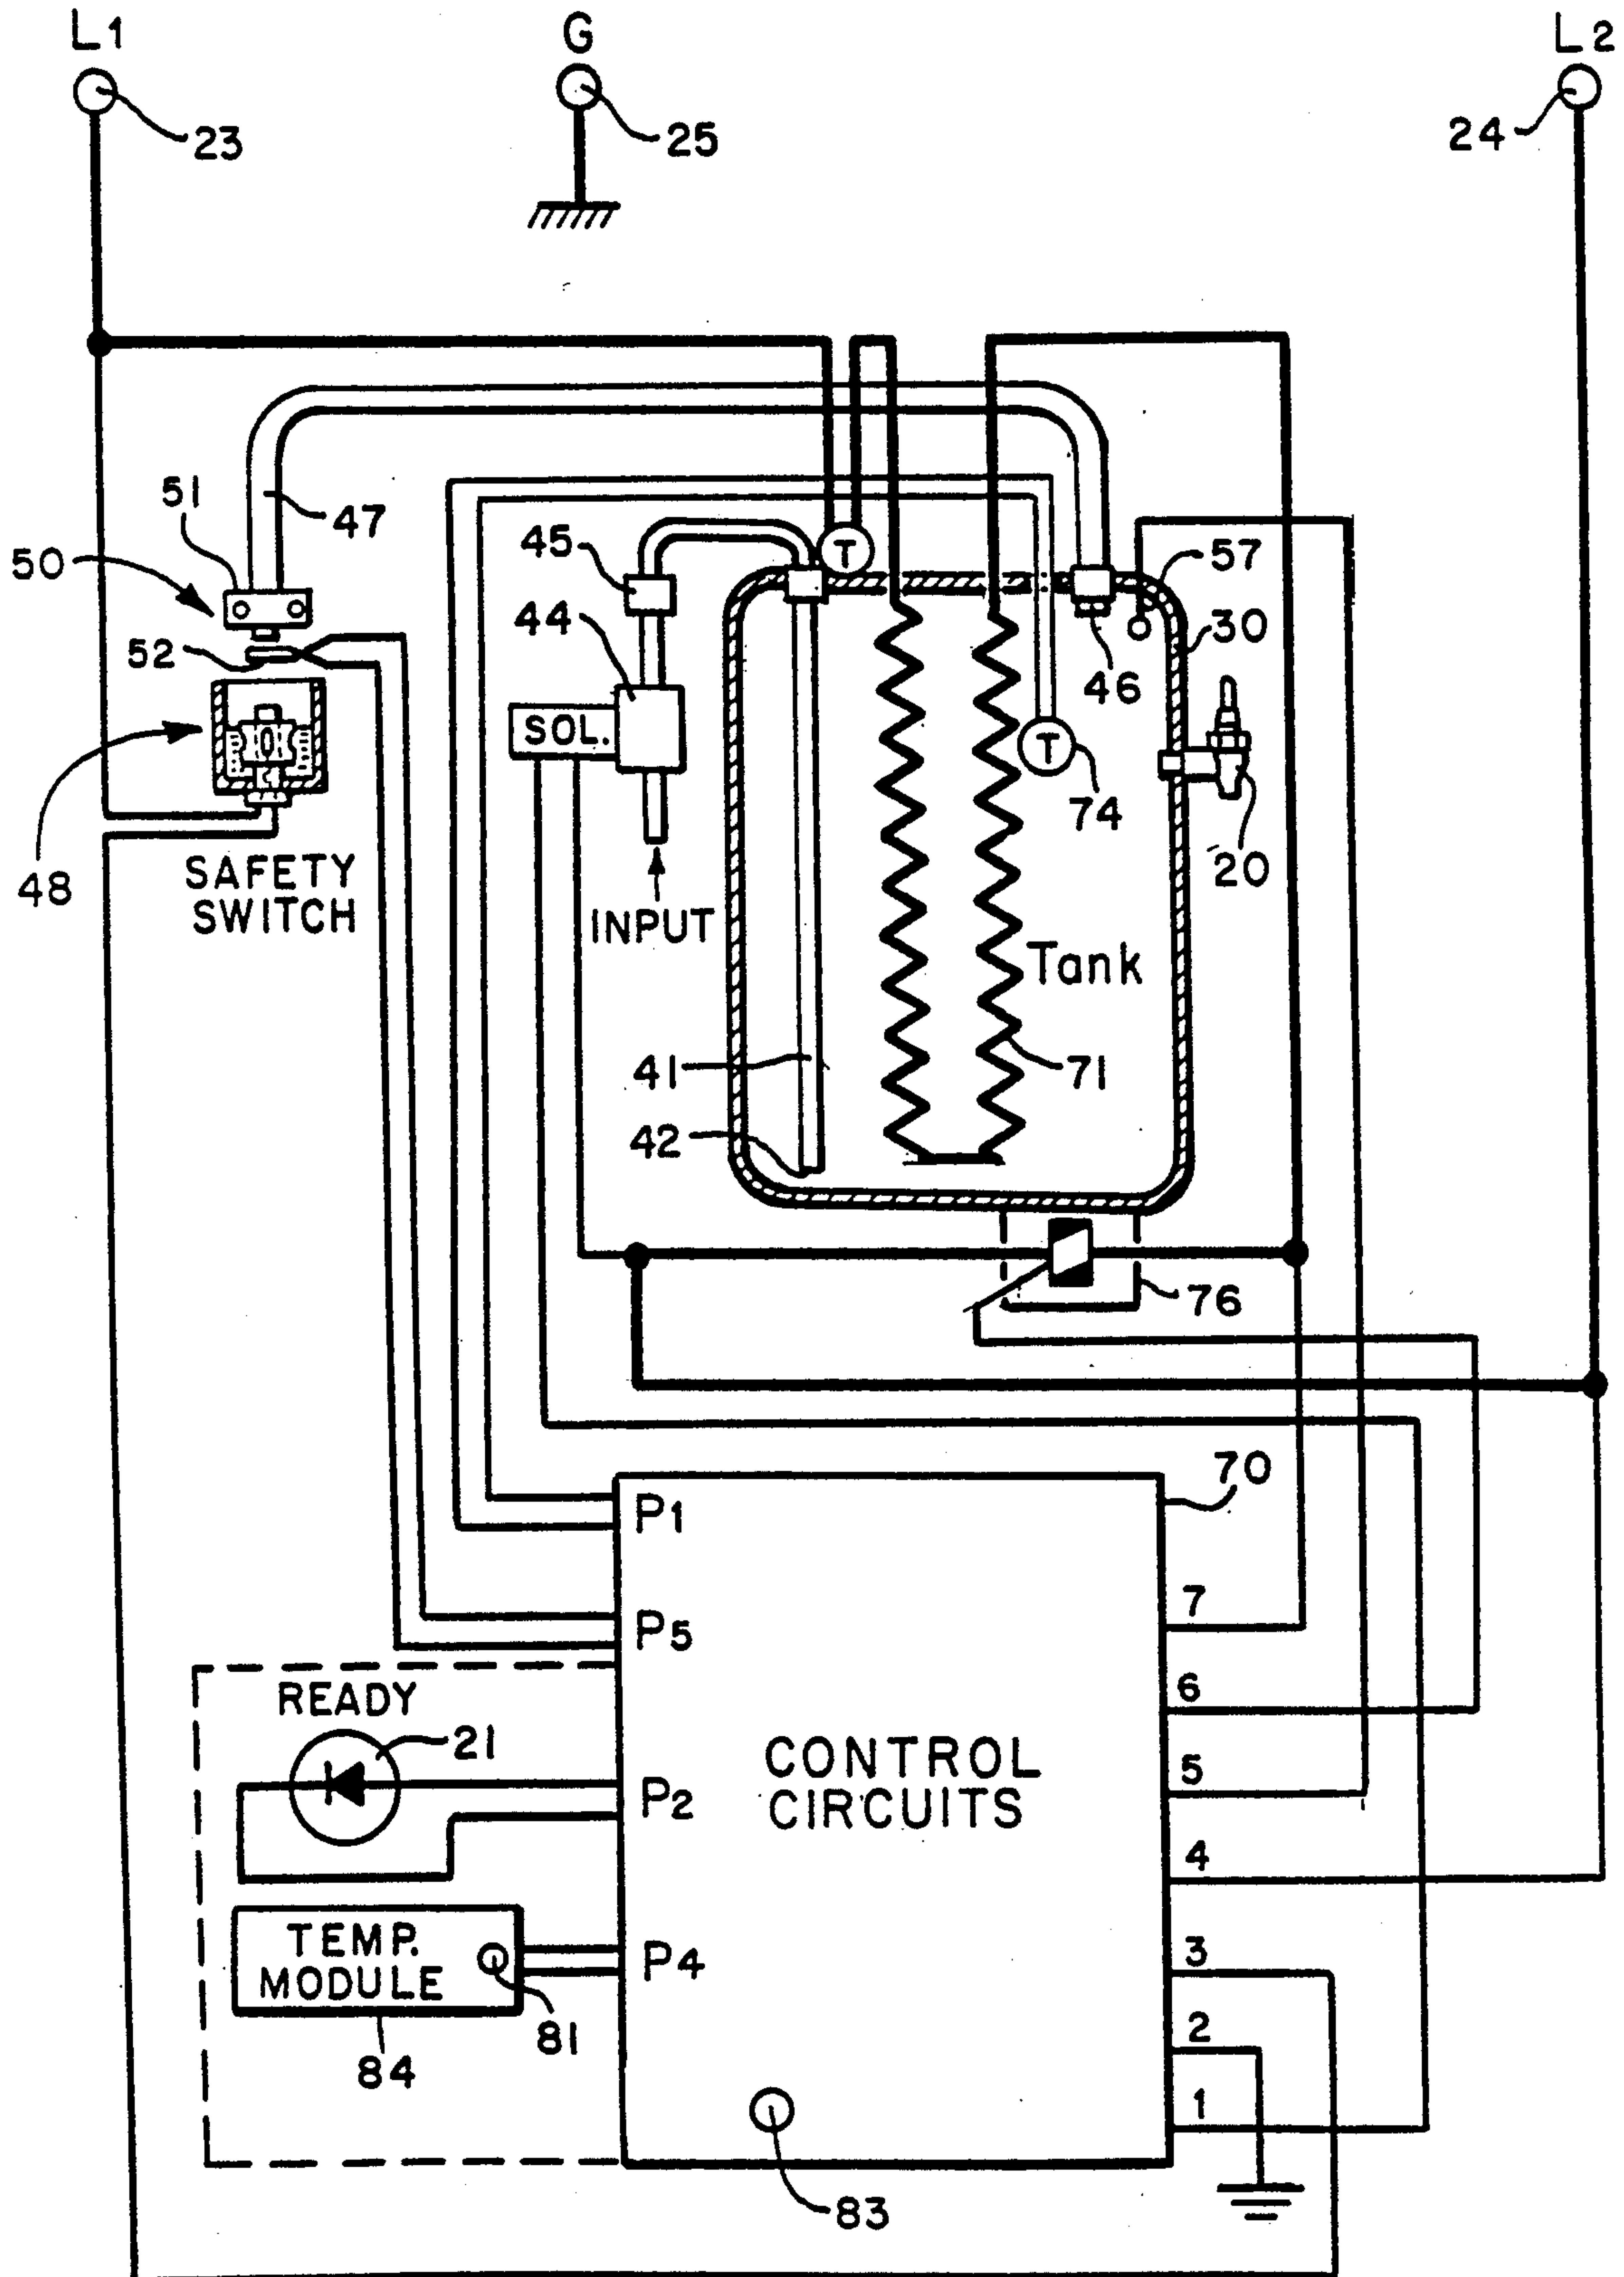 L1
G
L2
23
25
24
51
47
50
52
48
SAFETY
SWITCH
45
44
SOL.
INPUT
T
T
74
57
30
46
20
Tank
41
42
71
76
70
P1
P5
P2
P4
7
6
5
4
3
2
1
CONTROL
CIRCUITS
READY
21
TEMP.
MODULE
81
84
83